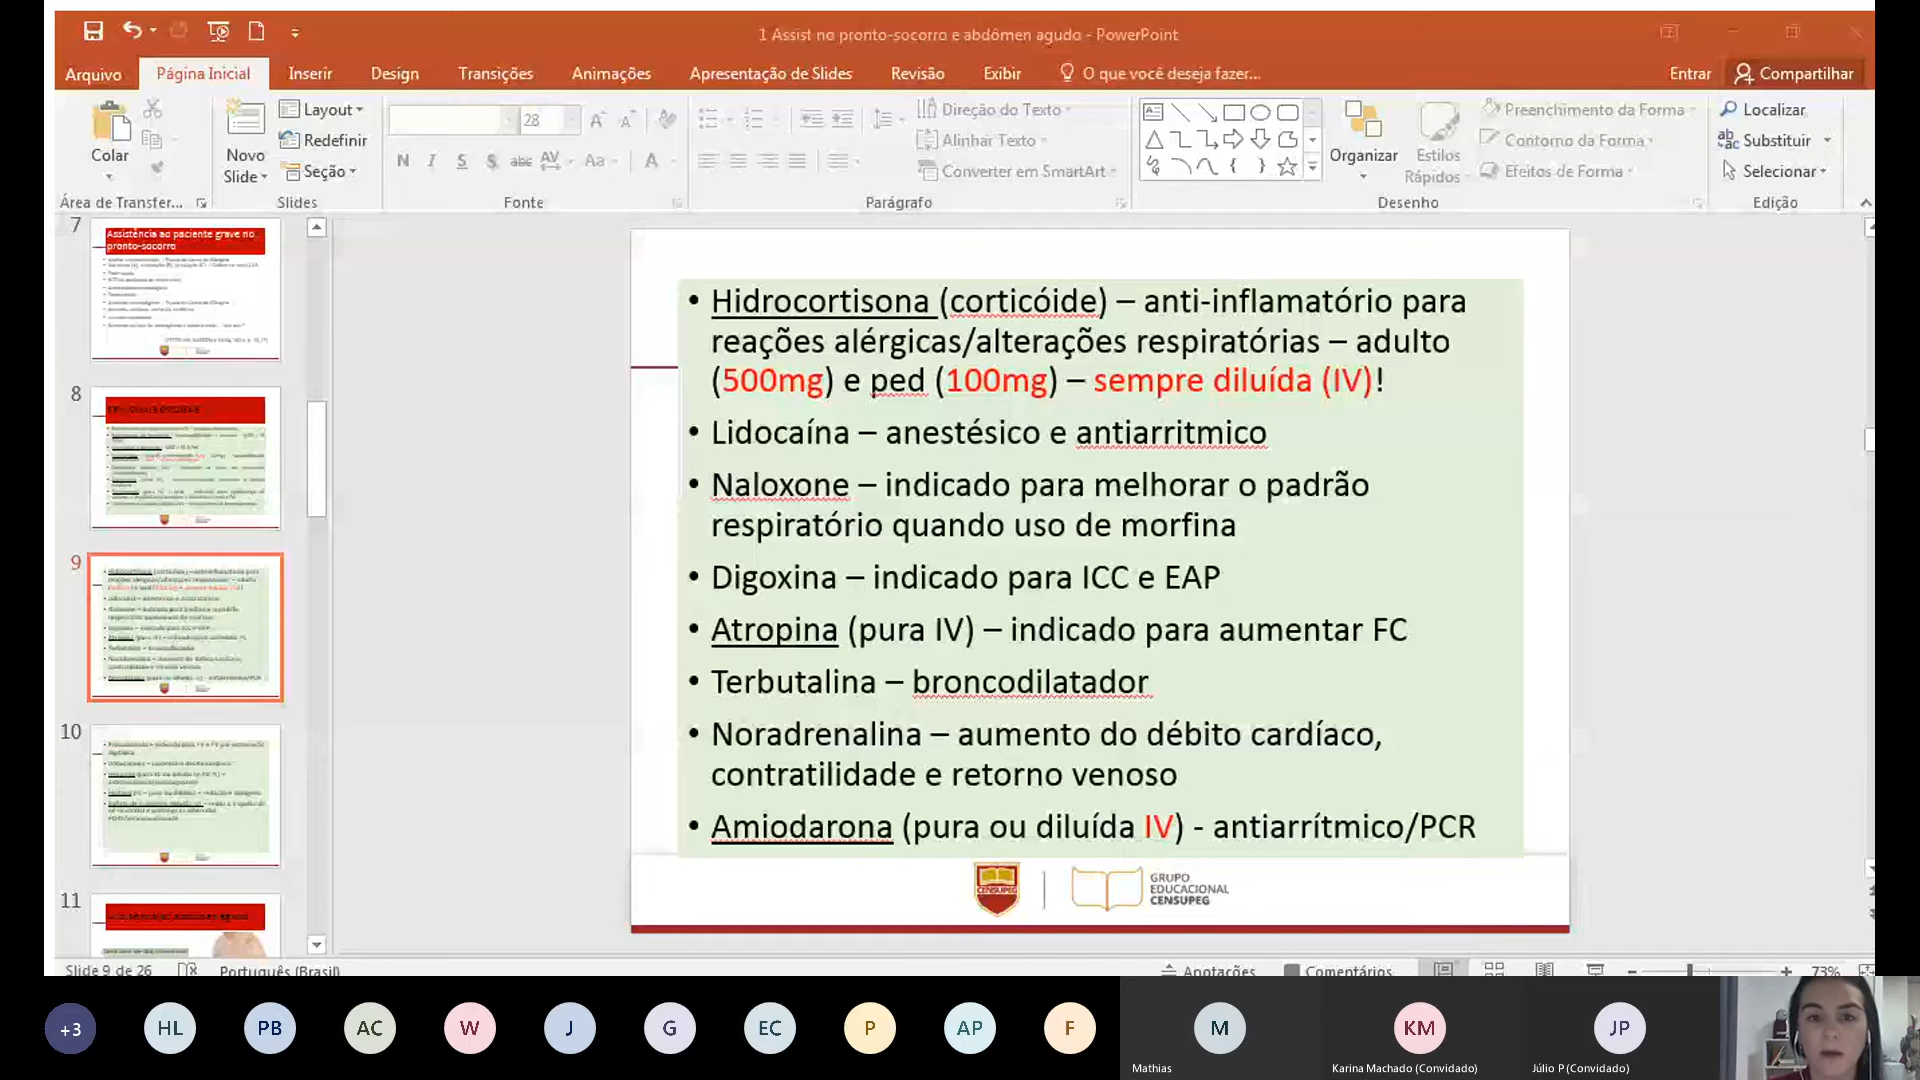 1 Assist no pronto-socorro e abdômen agudo - PowerPoint
Arquivo
Página Inicial
Inserir
Design
Transições
Animações
Apresentação de Slides
Revisão
Exibir
O que você deseja fazer...
Entrar
Compartilhar
Colar
Novo Slide
Layout
Redefinir
Seção
28
N I S S abc AV Aa A
Direção do Texto
Alinhar Texto
Converter em SmartArt
Organizar
Estilos Rápidos
Preenchimento da Forma
Contorno da Forma
Efeitos de Forma
Localizar
Substituir
Selecionar
Área de Transfer...
Slides
Fonte
Parágrafo
Desenho
Edição
7
Assistência ao paciente grave no
pronto-socorro
8
9
10
11
• Hidrocortisona (corticóide) – anti-inflamatório para
reações alérgicas/alterações respiratórias – adulto
(500mg) e ped (100mg) – sempre diluída (IV)!
• Lidocaína – anestésico e antiarritmico
• Naloxone – indicado para melhorar o padrão
respiratório quando uso de morfina
• Digoxina – indicado para ICC e EAP
• Atropina (pura IV) – indicado para aumentar FC
• Terbutalina – broncodilatador
• Noradrenalina – aumento do débito cardíaco,
contratilidade e retorno venoso
• Amiodarona (pura ou diluída IV) - antiarrítmico/PCR
CENSUPEG
GRUPO
EDUCACIONAL
CENSUPEG
Slide 9 de 26
Português (Brasil)
Anotações
Comentários
73%
+3
HL
PB
AC
W
J
G
EC
P
AP
F
M
KM
JP
Mathias
Karina Machado (Convidado)
Júlio P (Convidado)